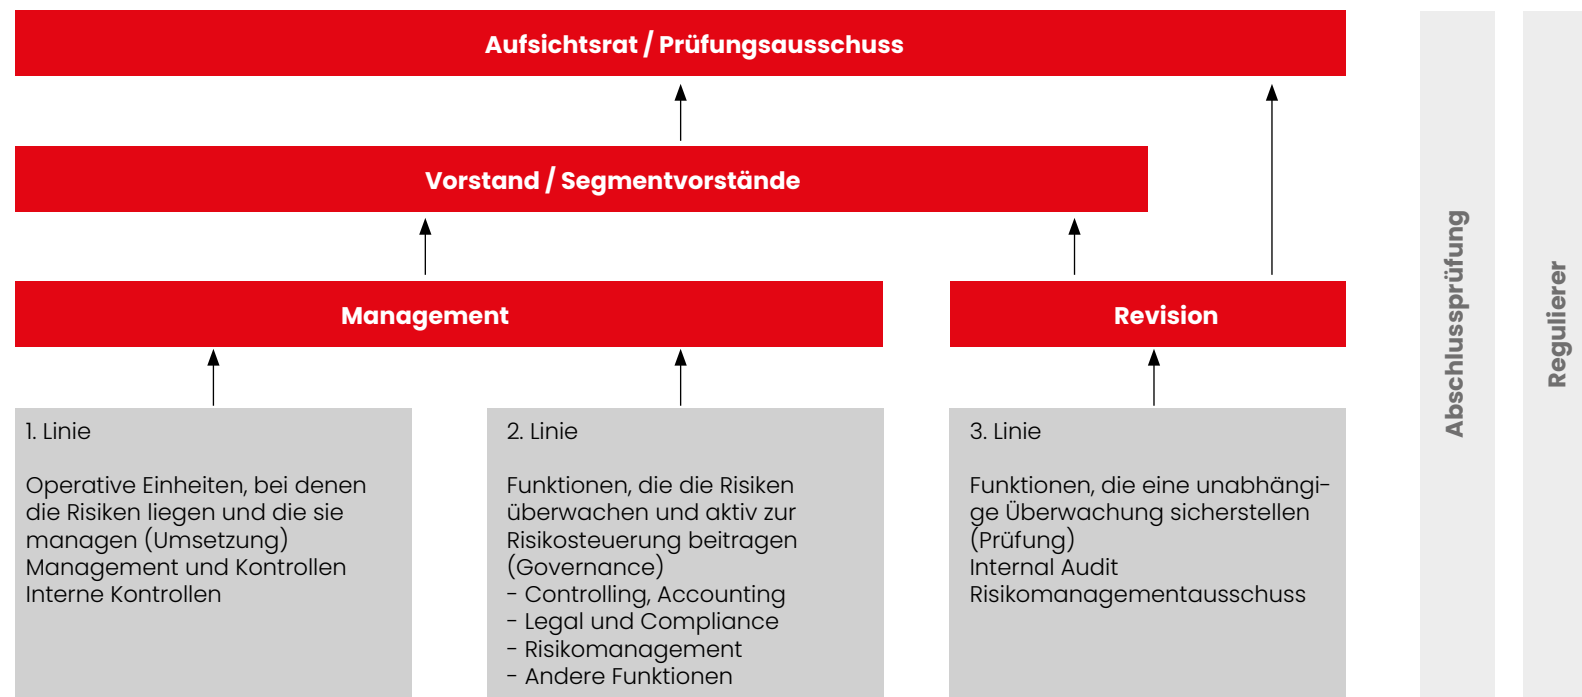 Aufsichtsrat / Prüfungsausschuss
Vorstand / Segmentvorstände
Management
Revision
1. Linie
Operative Einheiten, bei denen
die Risiken liegen und die sie
managen (Umsetzung)
Management und Kontrollen
Interne Kontrollen
2. Linie
Funktionen, die die Risiken
überwachen und aktiv zur
Risikosteuerung beitragen
(Governance)
- Controlling, Accounting
- Legal und Compliance
- Risikomanagement
- Andere Funktionen
3. Linie
Funktionen, die eine unabhängi-
ge Überwachung sicherstellen
(Prüfung)
Internal Audit
Risikomanagementausschuss
Abschlussprüfung
Regulierer